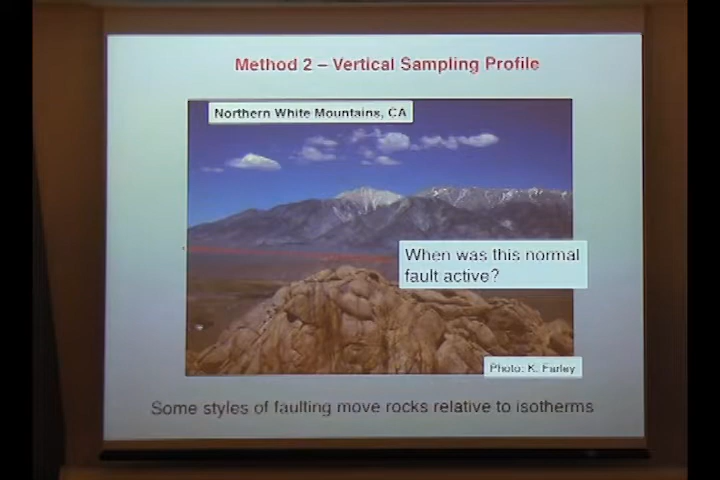 Method 2 – Vertical Sampling Profile
Northern White Mountains, CA
When was this normal
fault active?
Photo: K. Farley
Some styles of faulting move rocks relative to isotherms